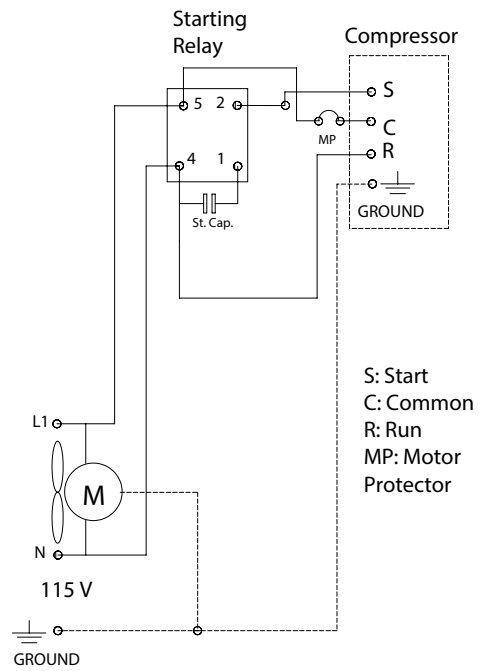 Starting
Relay
Compressor
5 2
S
C
MP
R
4 1
St. Cap.
GROUND
S: Start
C: Common
R: Run
MP: Motor
Protector
L1
M
N
115 V
GROUND